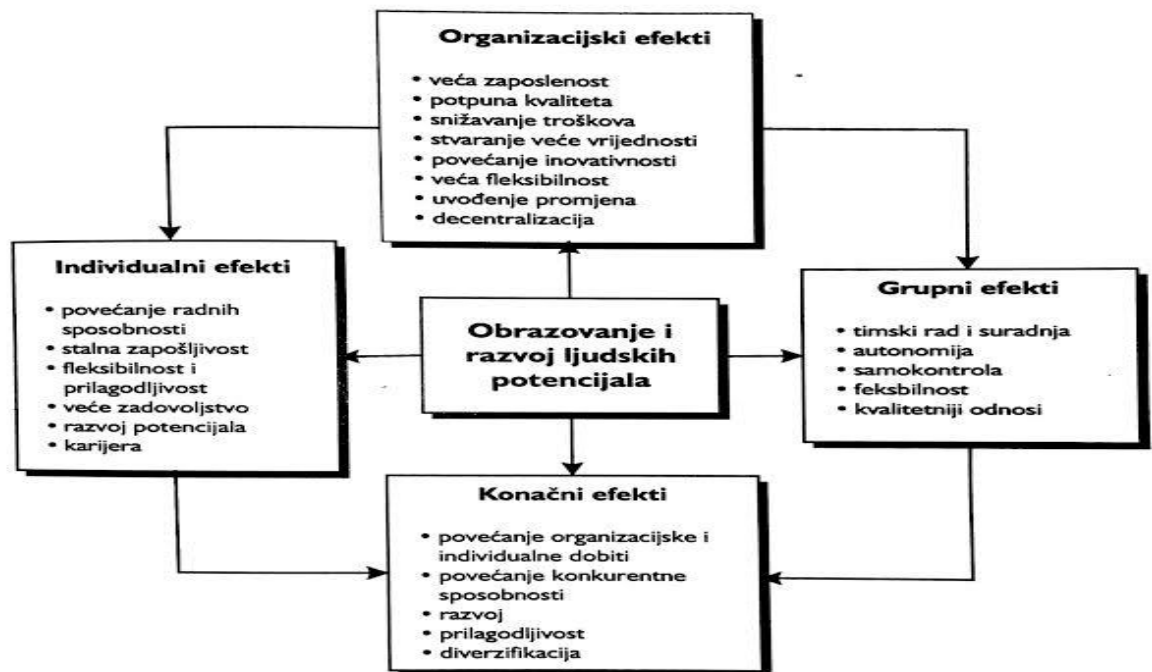 Organizacijski efekti
• veća zaposlenost
• potpuna kvaliteta
• snižavanje troškova
• stvaranje veće vrijednosti
• povećanje inovativnosti
• veća fleksibilnost
• uvođenje promjena
• decentralizacija
Individualni efekti
• povećanje radnih
sposobnosti
• stalna zapošljivost
• fleksibilnost i
prilagodljivost
• veće zadovoljstvo
• razvoj potencijala
• karijera
Obrazovanje i
razvoj ljudskih
potencijala
Grupni efekti
• timski rad i suradnja
• autonomija
• samokontrola
• feksbilnost
• kvalitetniji odnosi
Konačni efekti
• povećanje organizacijske i
individualne dobiti
• povećanje konkurentne
sposobnosti
• razvoj
• prilagodljivost
• diverzifikacija